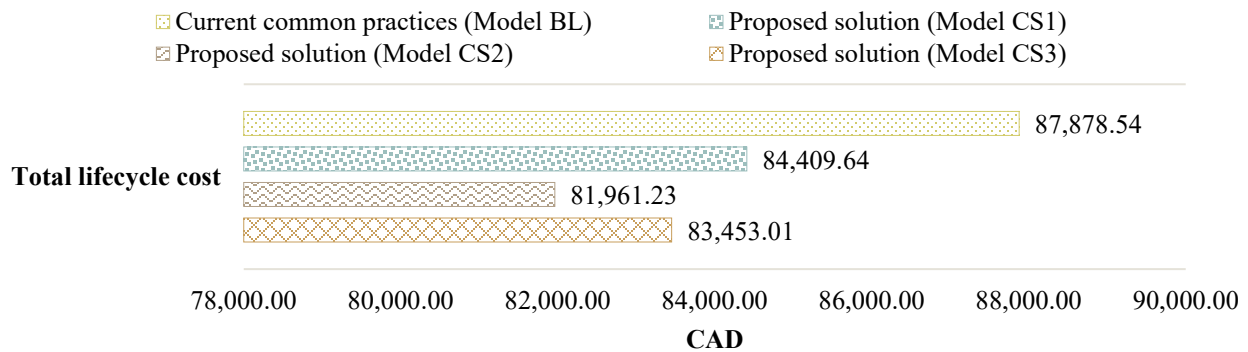 Current common practices (Model BL) Proposed solution (Model CS1)
Proposed solution (Model CS2) Proposed solution (Model CS3)
87,878.54
84,409.64
Total lifecycle cost
81,961.23
83,453.01
78,000.00 80,000.00 82,000.00 84,000.00 86,000.00 88,000.00 90,000.00
CAD